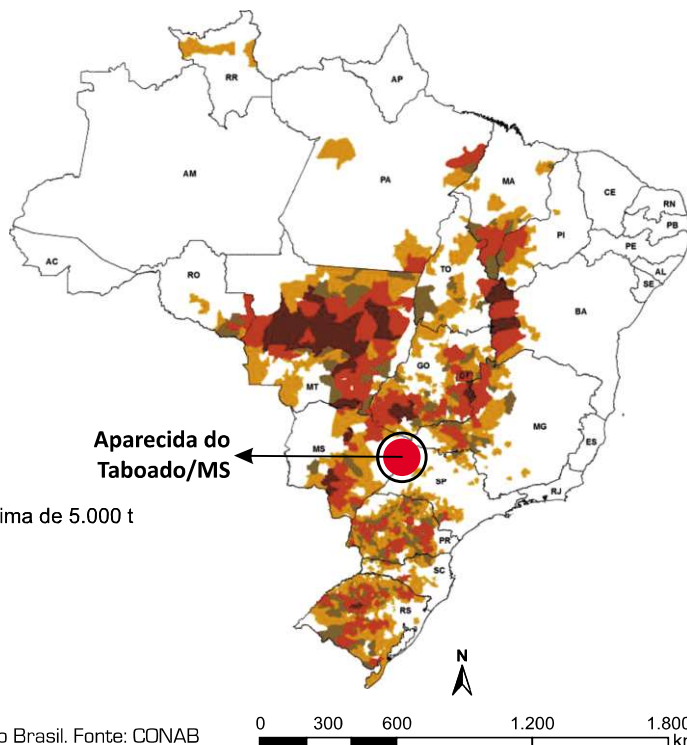 RR
AP
AM
PA
MA
CE
RN
PB
PI
PE
AC
AL
TO
SE
RO
BA
GO
DF
MT
MG
Aparecida do
Taboado/MS
MS
ES
SP
ima de 5.000 t
RJ
PR
SC
RS
N
o Brasil. Fonte: CONAB
0 300 600 1.200 1.800
km